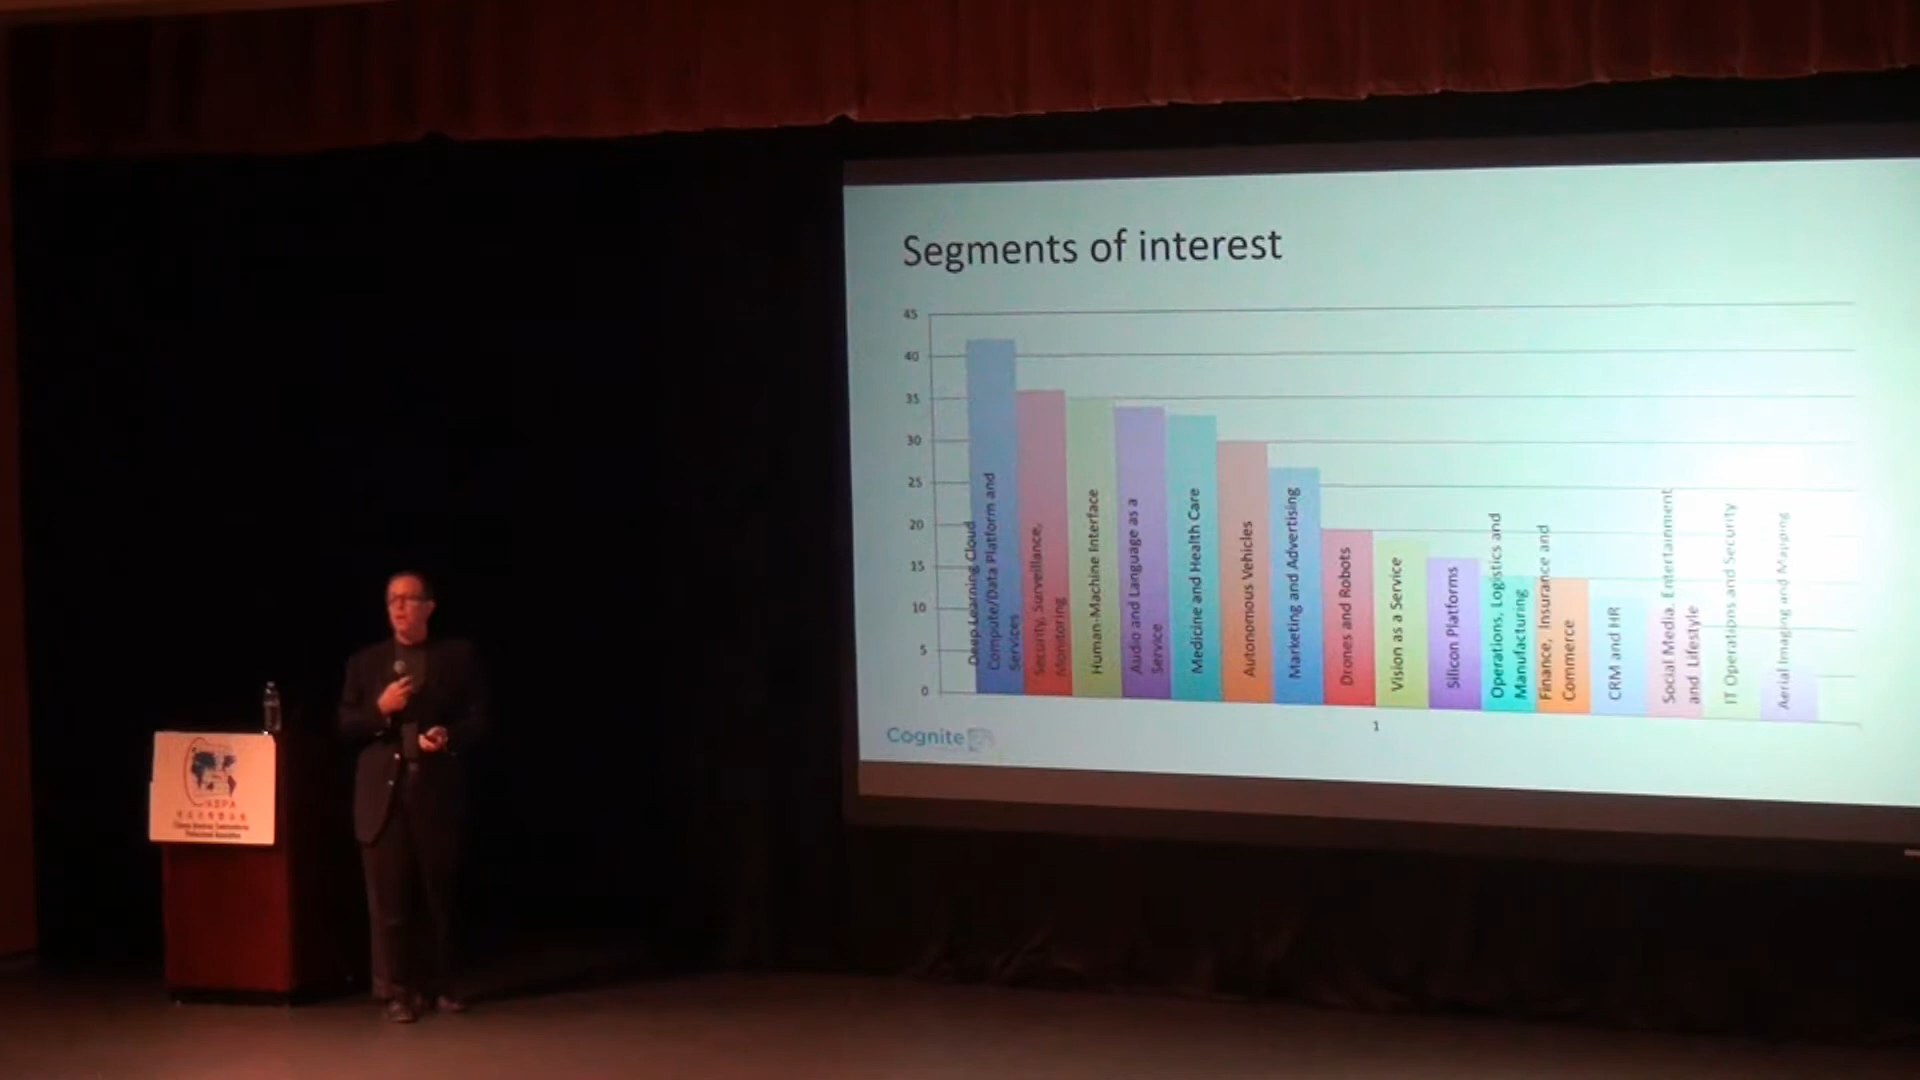 Segments of interest
45
40
35
30
25
20
15
10
5
0
Deep Learning Cloud
Compute/Data Platform and
Services
Security, Surveillance,
Monitoring
Human-Machine Interface
Audio and Language as a
Service
Medicine and Health Care
Autonomous Vehicles
Marketing and Advertising
Drones and Robots
Vision as a Service
Silicon Platforms
Operations, Logistics and
Manufacturing
Finance, Insurance and
Commerce
CRM and HR
Social Media, Entertainment
and Lifestyle
IT Operations and Security
Aerial Imaging and Mapping
1
Cognite